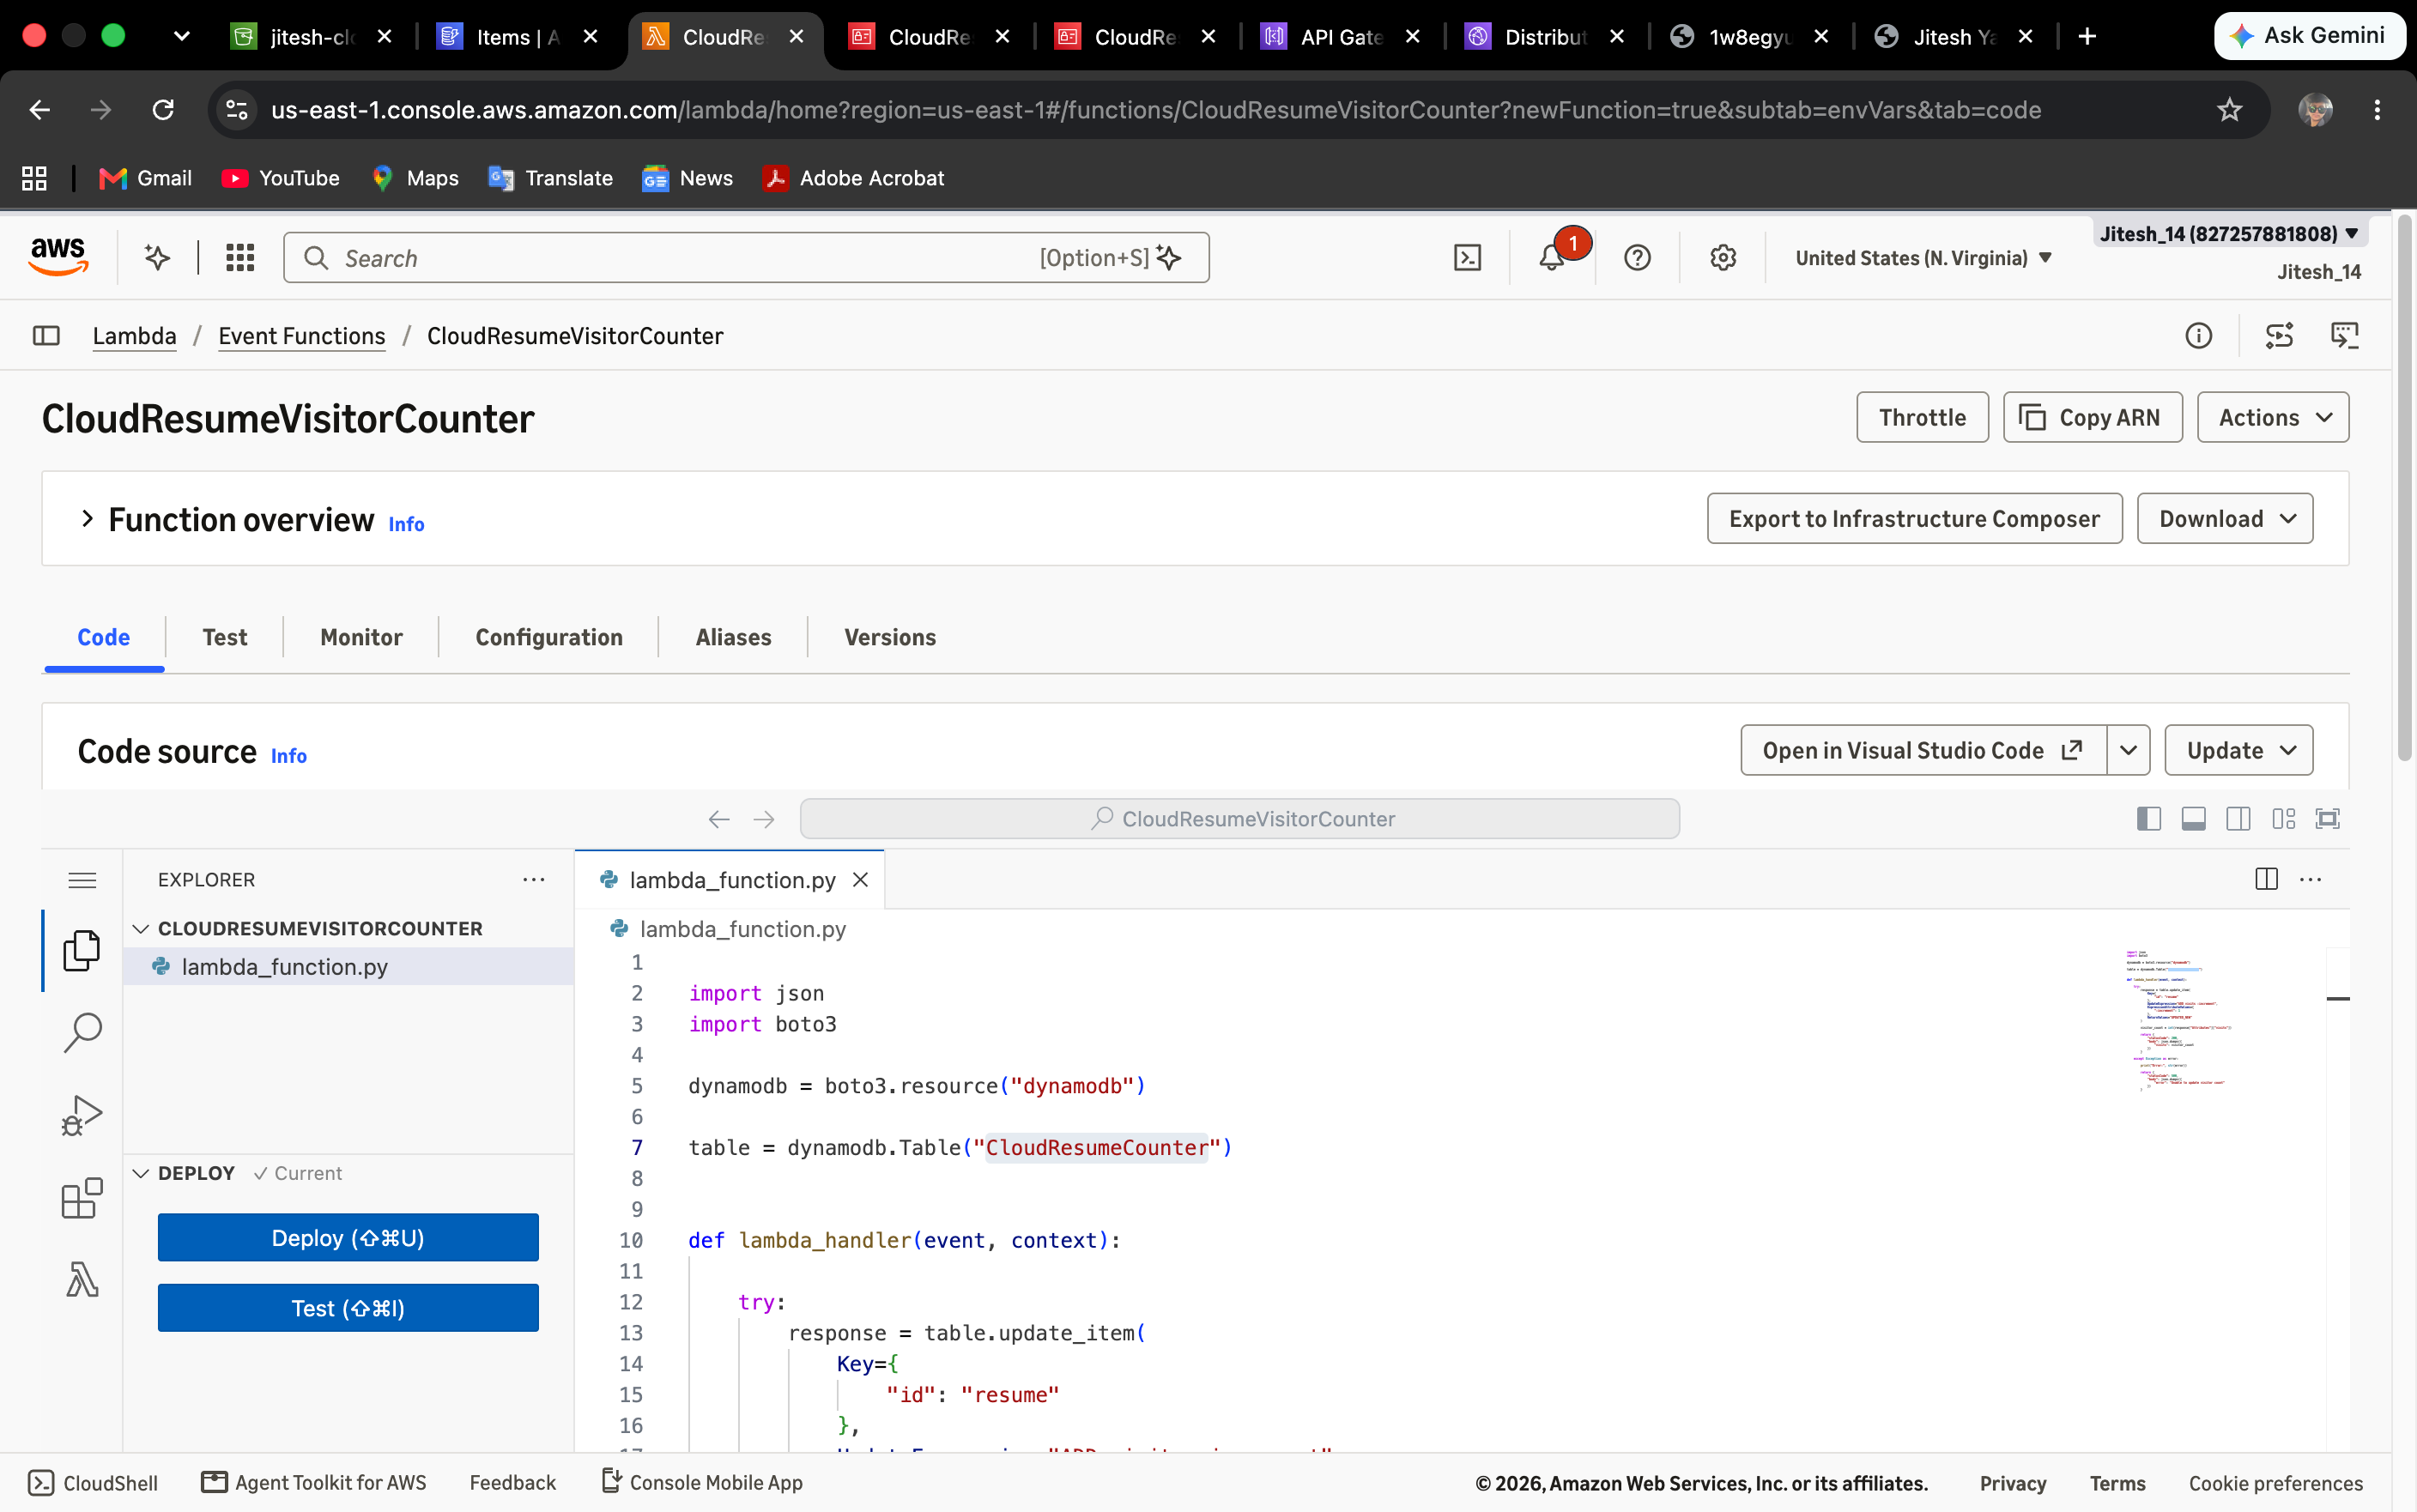 jitesh-clo
Items | A
CloudRe
CloudRe
CloudRe
API Gate
Distribut
1w8egyu
Jitesh Ya
Ask Gemini
us-east-1.console.aws.amazon.com/lambda/home?region=us-east-1#/functions/CloudResumeVisitorCounter?newFunction=true&subtab=envVars&tab=code
Gmail
YouTube
Maps
Translate
News
Adobe Acrobat
aws
Search
[Option+S]
1
United States (N. Virginia)
Jitesh_14 (827257881808)
Jitesh_14
Lambda / Event Functions / CloudResumeVisitorCounter
CloudResumeVisitorCounter
Throttle
Copy ARN
Actions
Function overview Info
Export to Infrastructure Composer
Download
Code
Test
Monitor
Configuration
Aliases
Versions
Code source Info
Open in Visual Studio Code
Update
CloudResumeVisitorCounter
EXPLORER
CLOUDRESUMEVISITORCOUNTER
lambda_function.py
DEPLOY Current
Deploy (⇧⌘U)
Test (⇧⌘I)
lambda_function.py
lambda_function.py
1
2 import json
3 import boto3
4
5 dynamodb = boto3.resource("dynamodb")
6
7 table = dynamodb.Table("CloudResumeCounter")
8
9
10 def lambda_handler(event, context):
11
12 try:
13 response = table.update_item(
14 Key={
15 "id": "resume"
16 },
CloudShell
Agent Toolkit for AWS
Feedback
Console Mobile App
© 2026, Amazon Web Services, Inc. or its affiliates.
Privacy
Terms
Cookie preferences